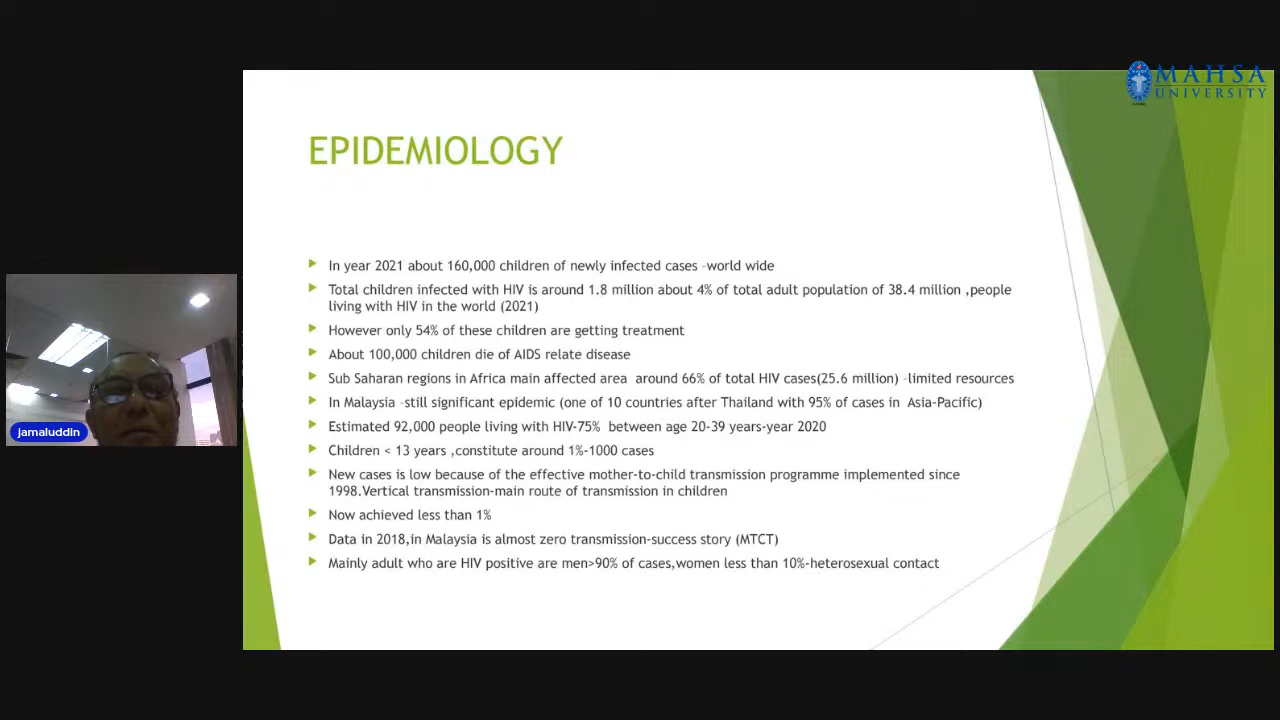 MAHSA
UNIVERSITY
EPIDEMIOLOGY
In year 2021 about 160,000 children of newly infected cases –world wide
Total children infected with HIV is around 1.8 million about 4% of total adult population of 38.4 million ,people
living with HIV in the world (2021)
However only 54% of these children are getting treatment
About 100,000 children die of AIDS relate disease
Sub Saharan regions in Africa main affected area around 66% of total HIV cases(25.6 million) –limited resources
In Malaysia –still significant epidemic (one of 10 countries after Thailand with 95% of cases in Asia-Pacific)
Estimated 92,000 people living with HIV-75% between age 20-39 years-year 2020
Children < 13 years ,constitute around 1%-1000 cases
New cases is low because of the effective mother-to-child transmission programme implemented since
1998.Vertical transmission-main route of transmission in children
Now achieved less than 1%
Data in 2018,in Malaysia is almost zero transmission-success story (MTCT)
Mainly adult who are HIV positive are men>90% of cases,women less than 10%-heterosexual contact
jamaluddin